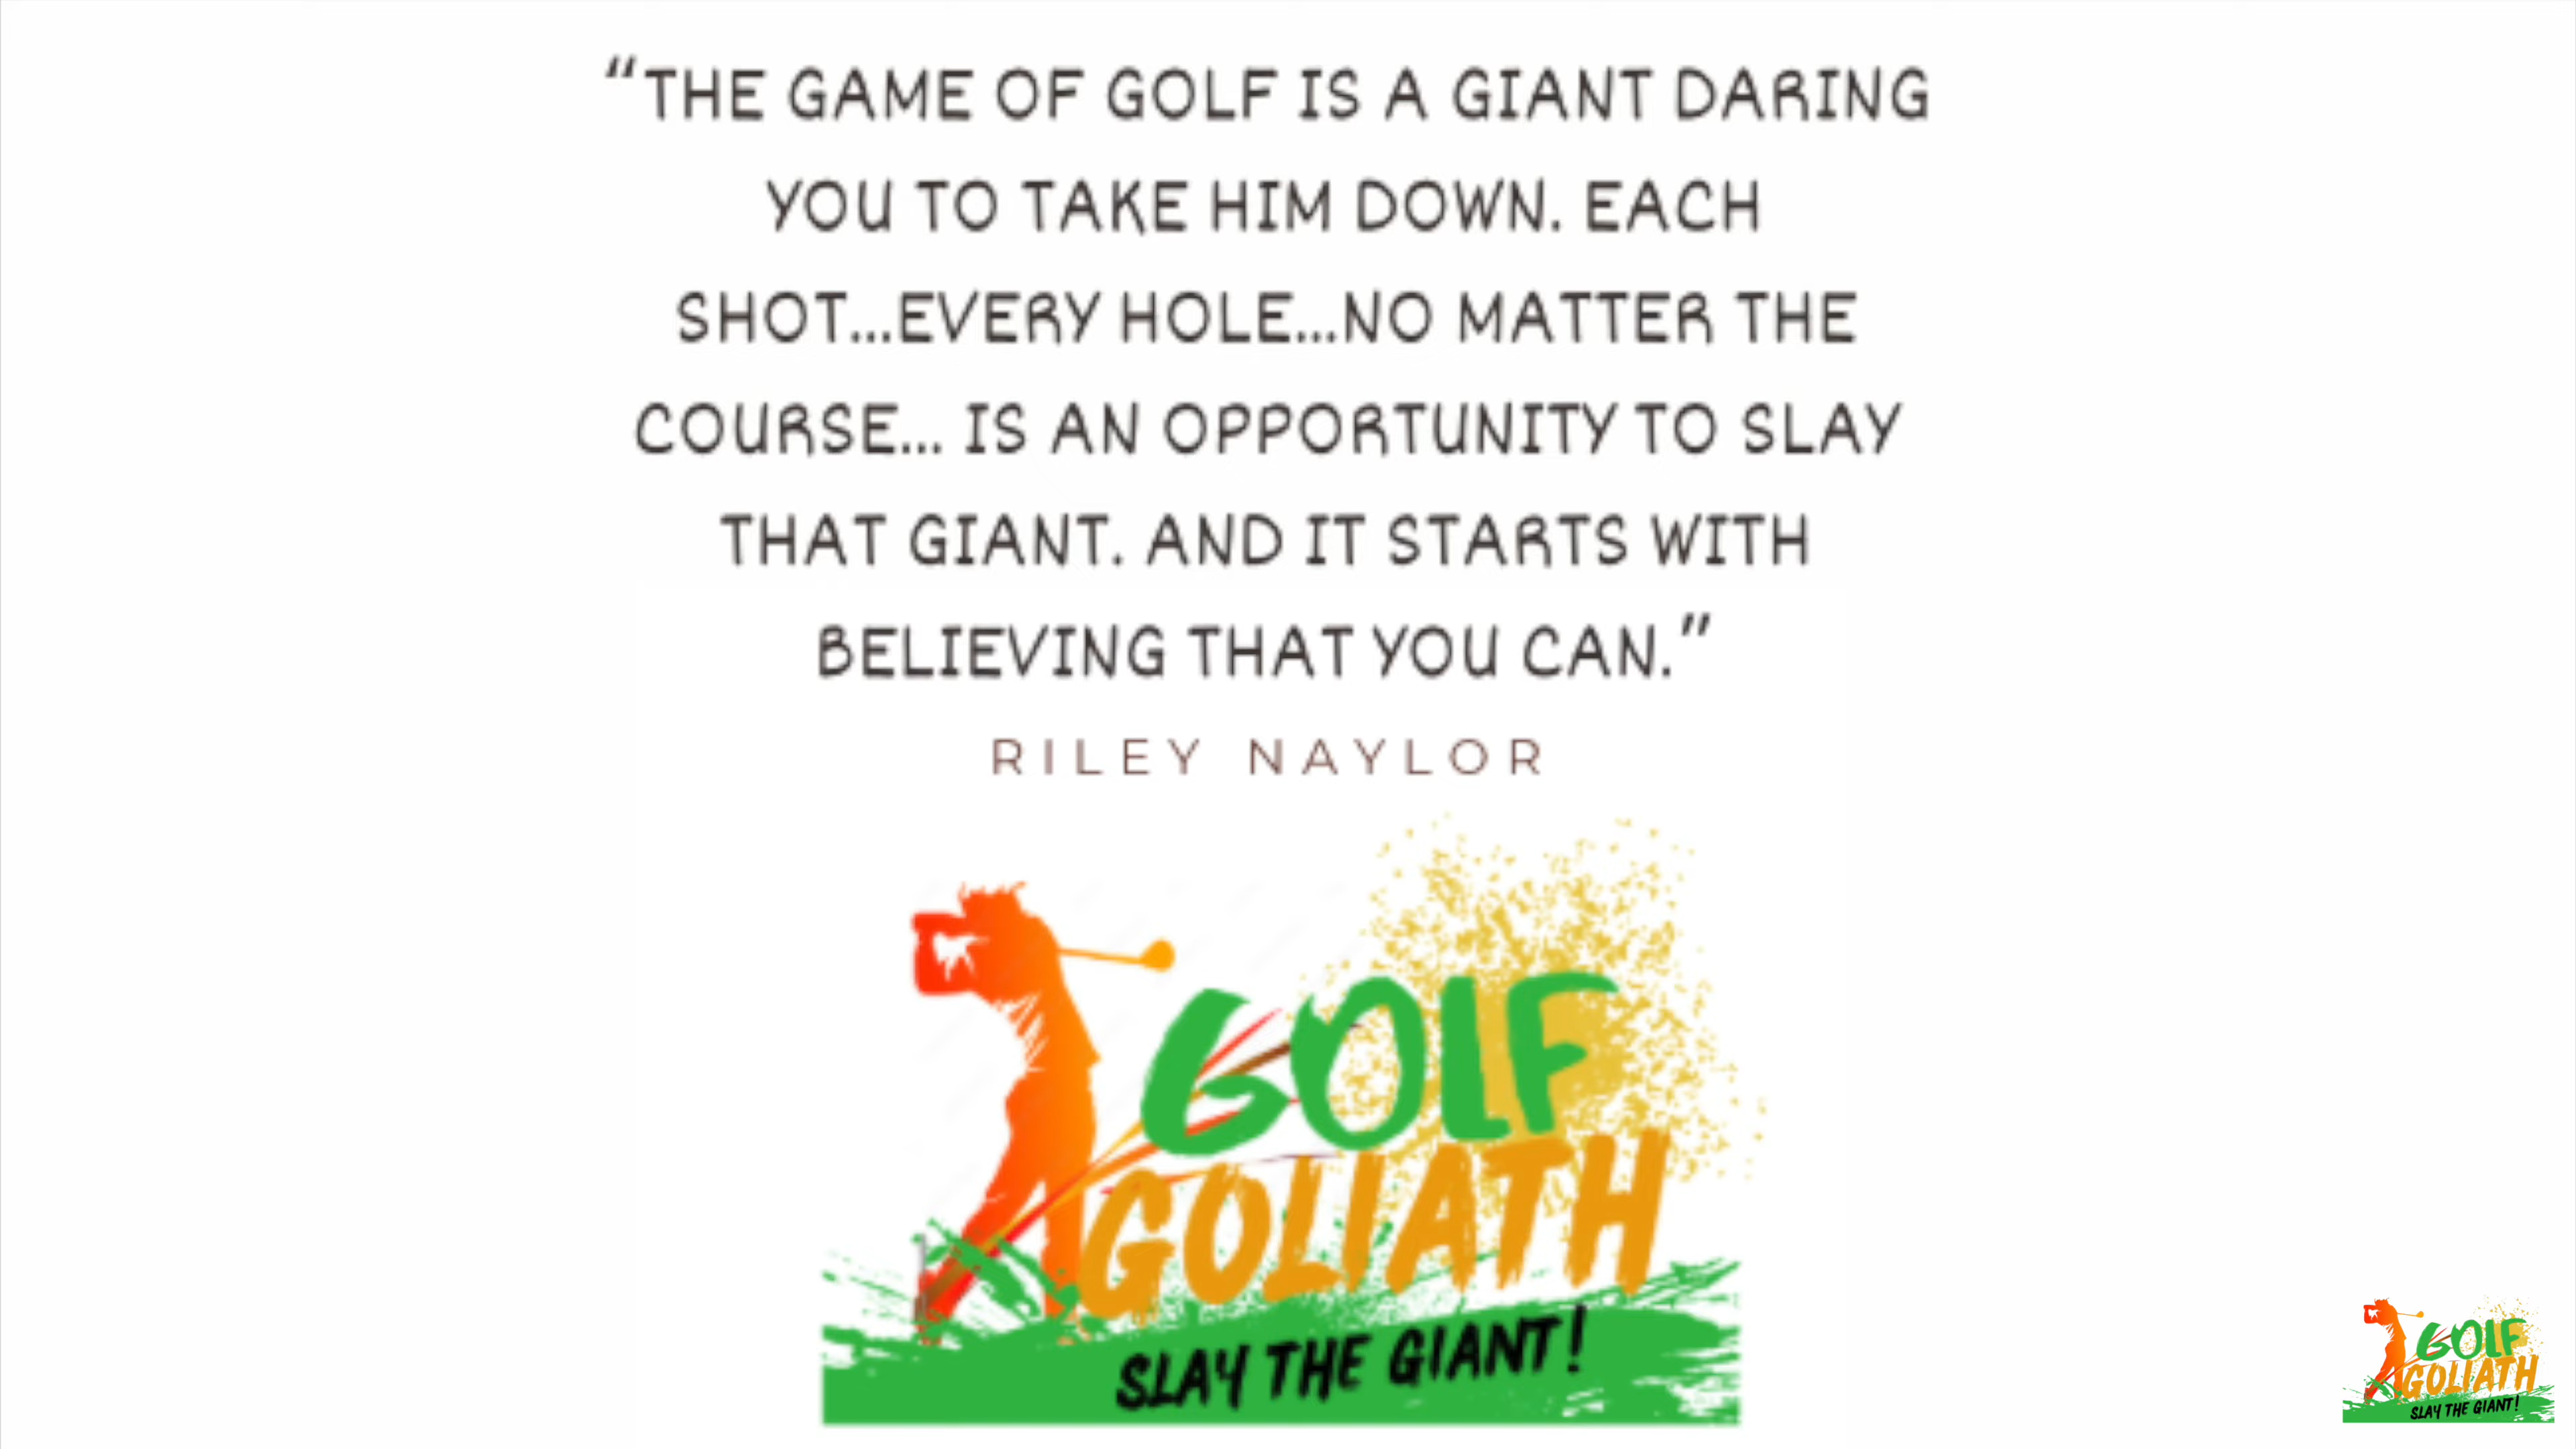 “THE GAME OF GOLF IS A GIANT DARING
YOU TO TAKE HIM DOWN. EACH
SHOT...EVERY HOLE...NO MATTER THE
COURSE... IS AN OPPORTUNITY TO SLAY
THAT GIANT. AND IT STARTS WITH
BELIEVING THAT YOU CAN.”
RILEY NAYLOR
GOLF
GOLIATH
SLAY THE GIANT!
GOLF
GOLIATH
SLAY THE GIANT!